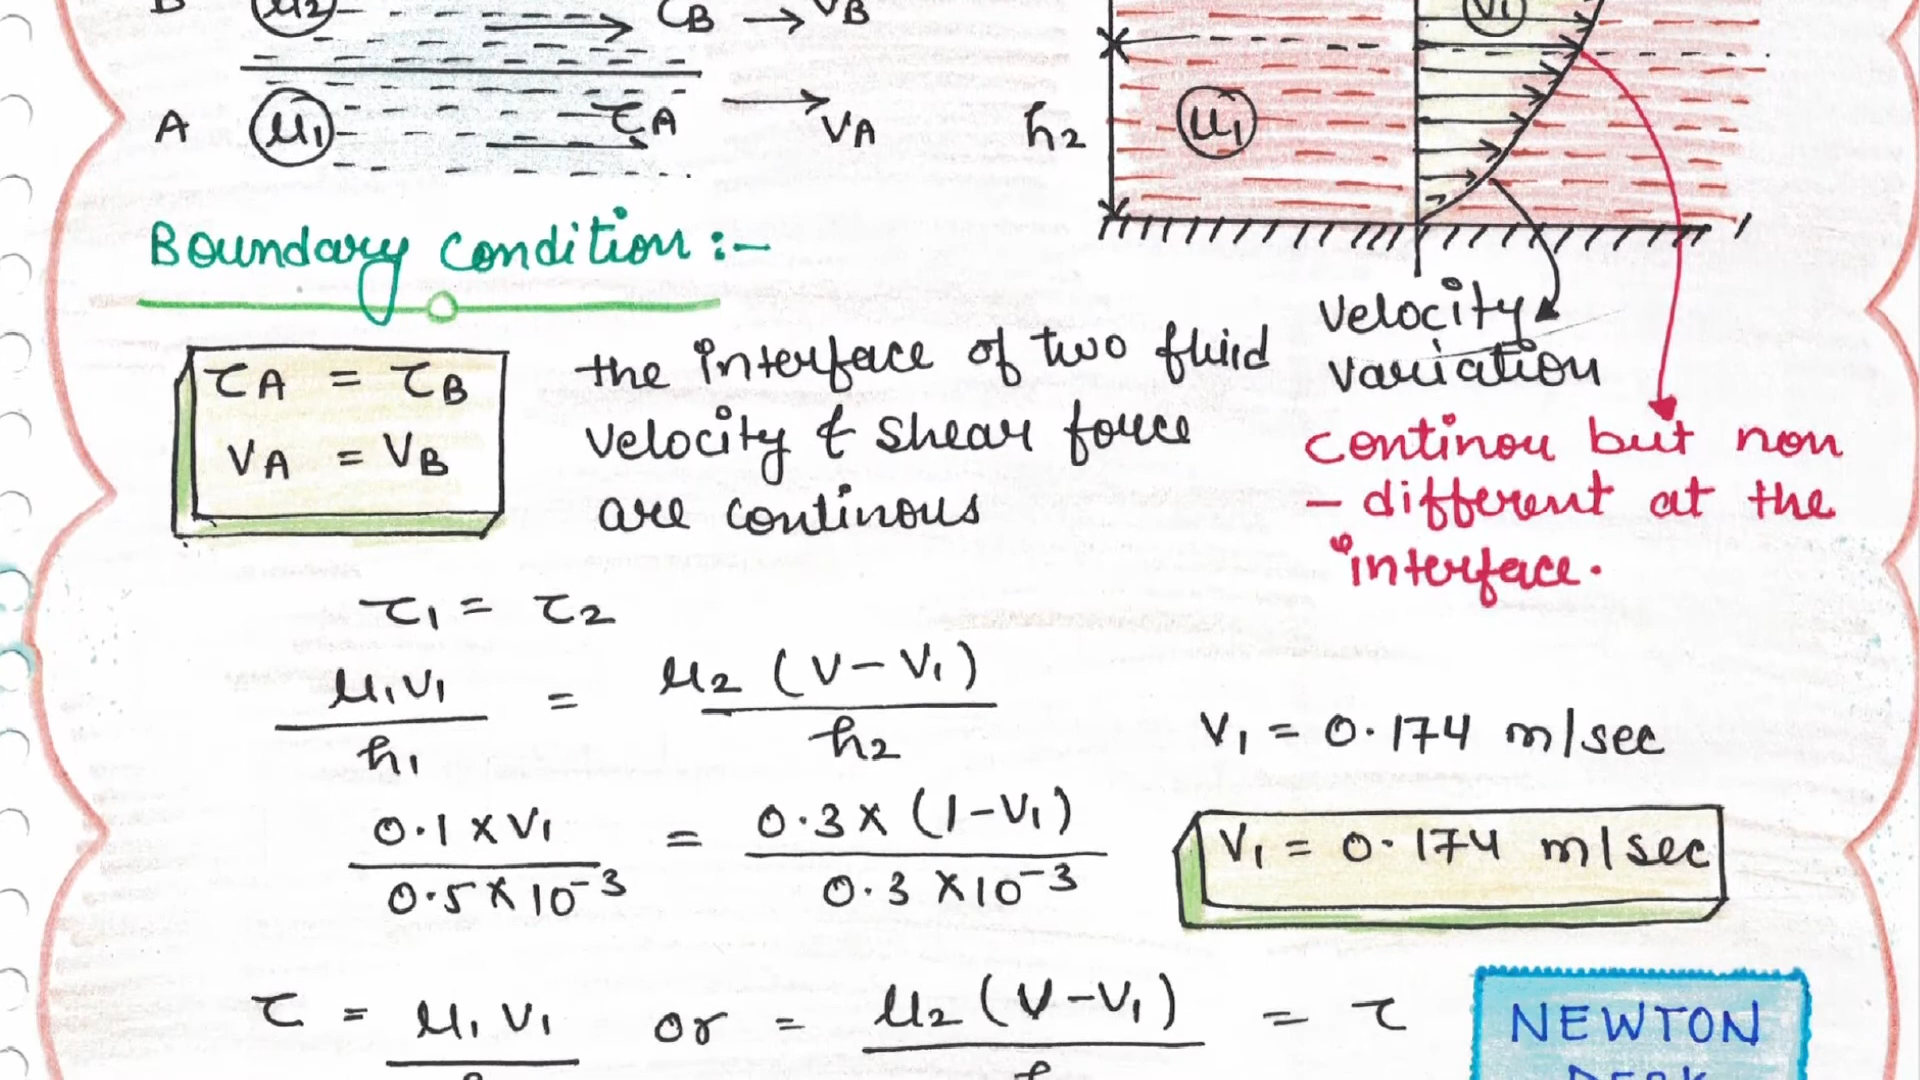 B μ2 τB → VB
V1
A μ1 τA VA
h2 μ1
Boundary condition :-
Velocity
variation
τA = τB
VA = VB
the interface of two fluid
velocity & shear force
are continous
continou but non
- different at the
interface.
τ1 = τ2
μ1V1 / h1 = μ2 (V-V1) / h2
V1 = 0.174 m/sec
0.1 x V1 / 0.5 x 10⁻³ = 0.3 x (1-V1) / 0.3 x 10⁻³
V1 = 0.174 m/sec
τ = μ1 V1 or = μ2 (V-V1) = τ
NEWTON
DESK